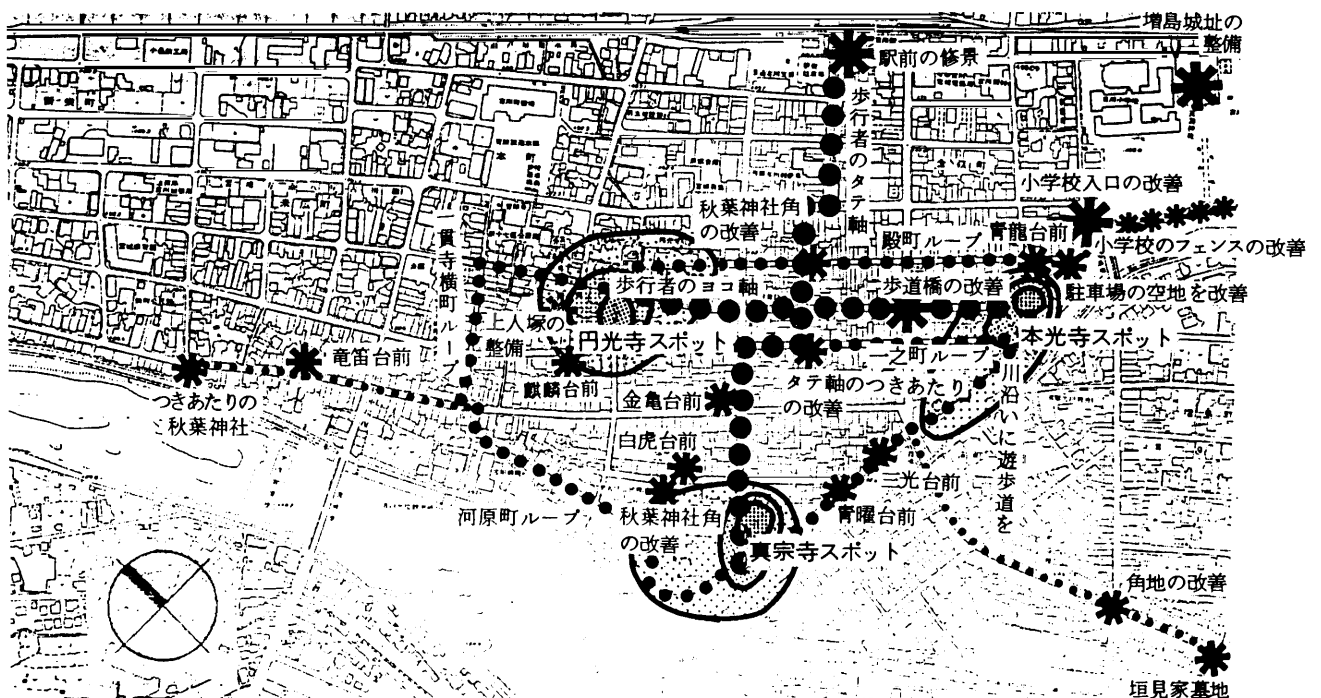 増島城址の
整備
駅前の修景
歩行者のタテ軸
小学校入口の改善
秋葉神社角
の改善
殿町ループ
青龍台前
小学校のフェンスの改善
一貫寺横町ループ
歩行者のヨコ軸
歩道橋の改善
駐車場の空地を改善
上人塚の
整備
円光寺スポット
本光寺スポット
竜笛台前
一之町ループ
麒麟台前
金亀台前
タテ軸のつきあたり
の改善
川沿いに遊歩道を
つきあたりの
秋葉神社
白虎台前
三光台前
河原町ループ
秋葉神社角
の改善
青曜台前
真宗寺スポット
角地の改善
垣見家墓地
本町